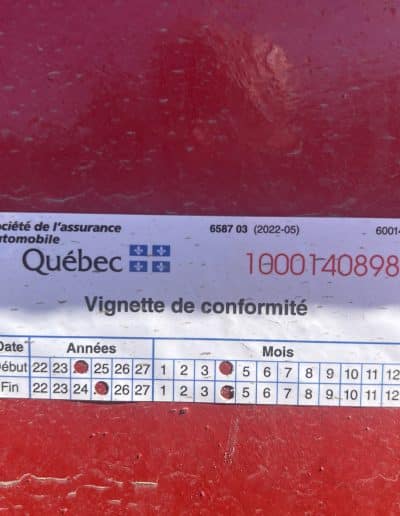 ociété de l'assurance 6587 03 (2022-05) 6001
utomobile
Québec 1000140898
Vignette de conformité
Date Années Mois
Début 22 23 25 26 27 1 2 3 5 6 7 8 9 10 11 12
Fin 22 23 24 26 27 1 2 3 5 6 7 8 9 10 11 12